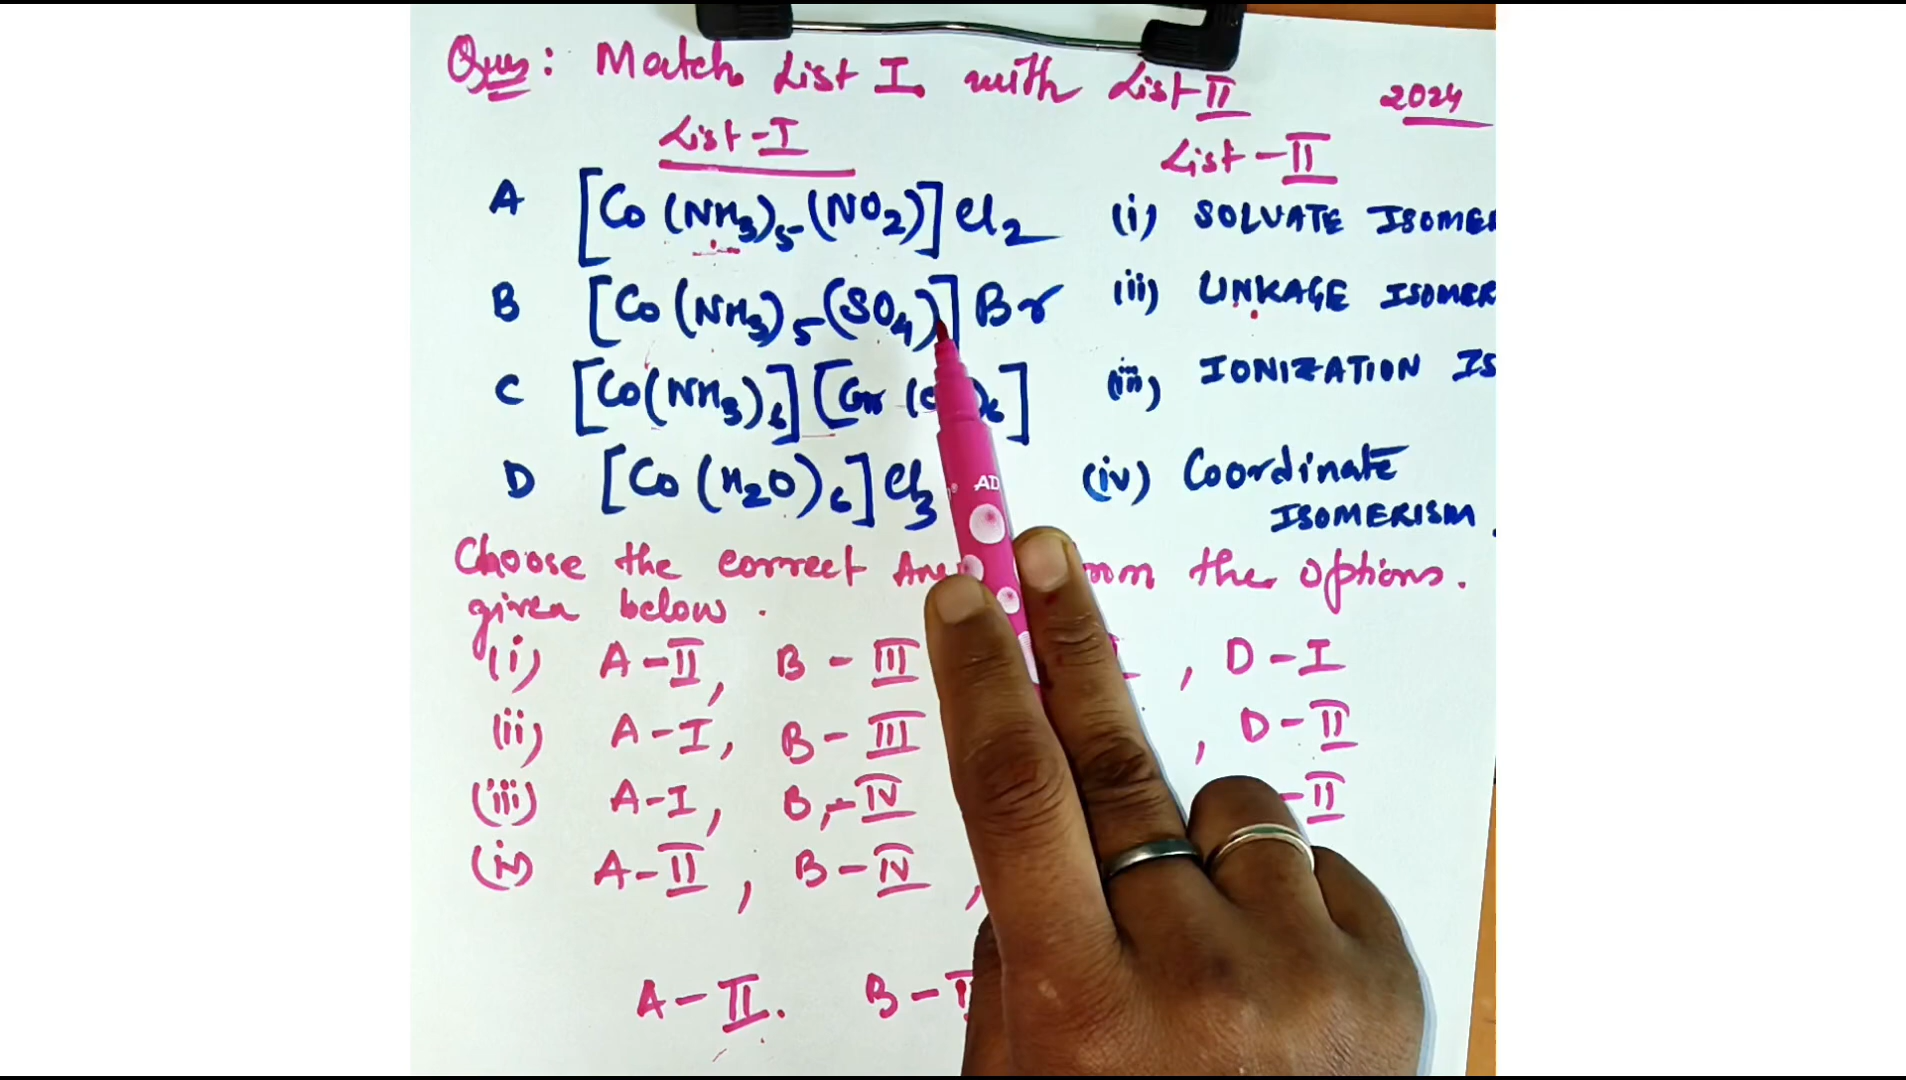 Ques: Match List I with List II 2024
List-I
List-II
A [Co(NH3)5(NO2)]Cl2 (i) SOLVATE ISOME
B [Co(NH3)5(SO4)]Br (ii) LINKAGE ISOMER
C [Co(NH3)6][Cr (C )6] (iii) IONIZATION IS
D [Co(H2O)6]Cl3 (iv) Coordinate
ISOMERISM.
Choose the correct Ans the options.
given below.
(i) A-II, B-III , D-I
(ii) A-I, B-III , D-II
(iii) A-I, B,-IV -II
(iv) A-II, B-IV ,
A-II. B-
AD